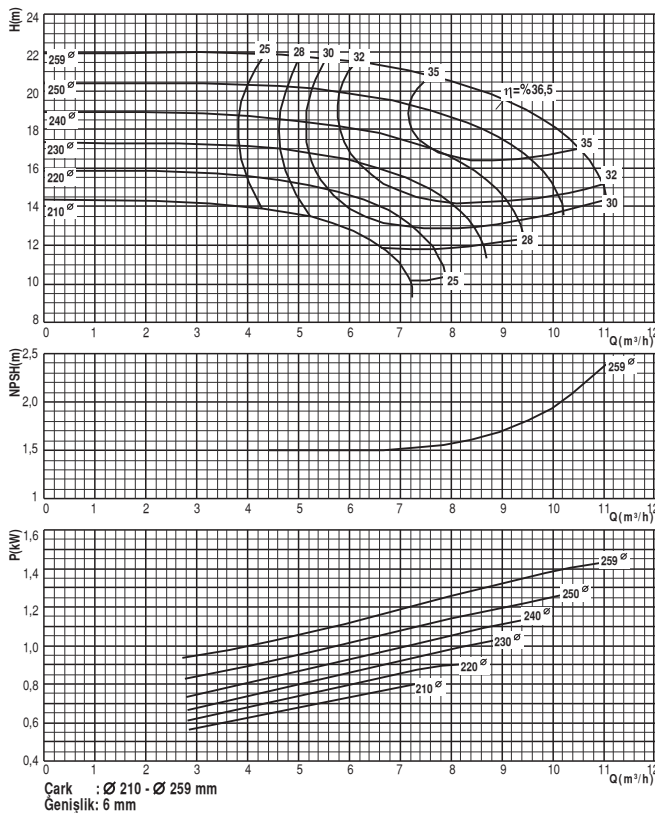 H(m)
24
22
20
18
16
14
12
10
8
259 ø
250 ø
240 ø
230 ø
220 ø
210 ø
25
28
30
32
35
η=%36,5
35
32
30
28
25
0 1 2 3 4 5 6 7 8 9 10 11 12
Q(m³/h)
NPSH(m)
2,5
2,0
1,5
1
259 ø
0 1 2 3 4 5 6 7 8 9 10 11 12
Q(m³/h)
P(kW)
1,6
1,4
1,2
1,0
0,8
0,6
0,4
259 ø
250 ø
240 ø
230 ø
220 ø
210 ø
0 1 2 3 4 5 6 7 8 9 10 11 12
Q(m³/h)
Çark : Ø 210 - Ø 259 mm
Genişlik: 6 mm